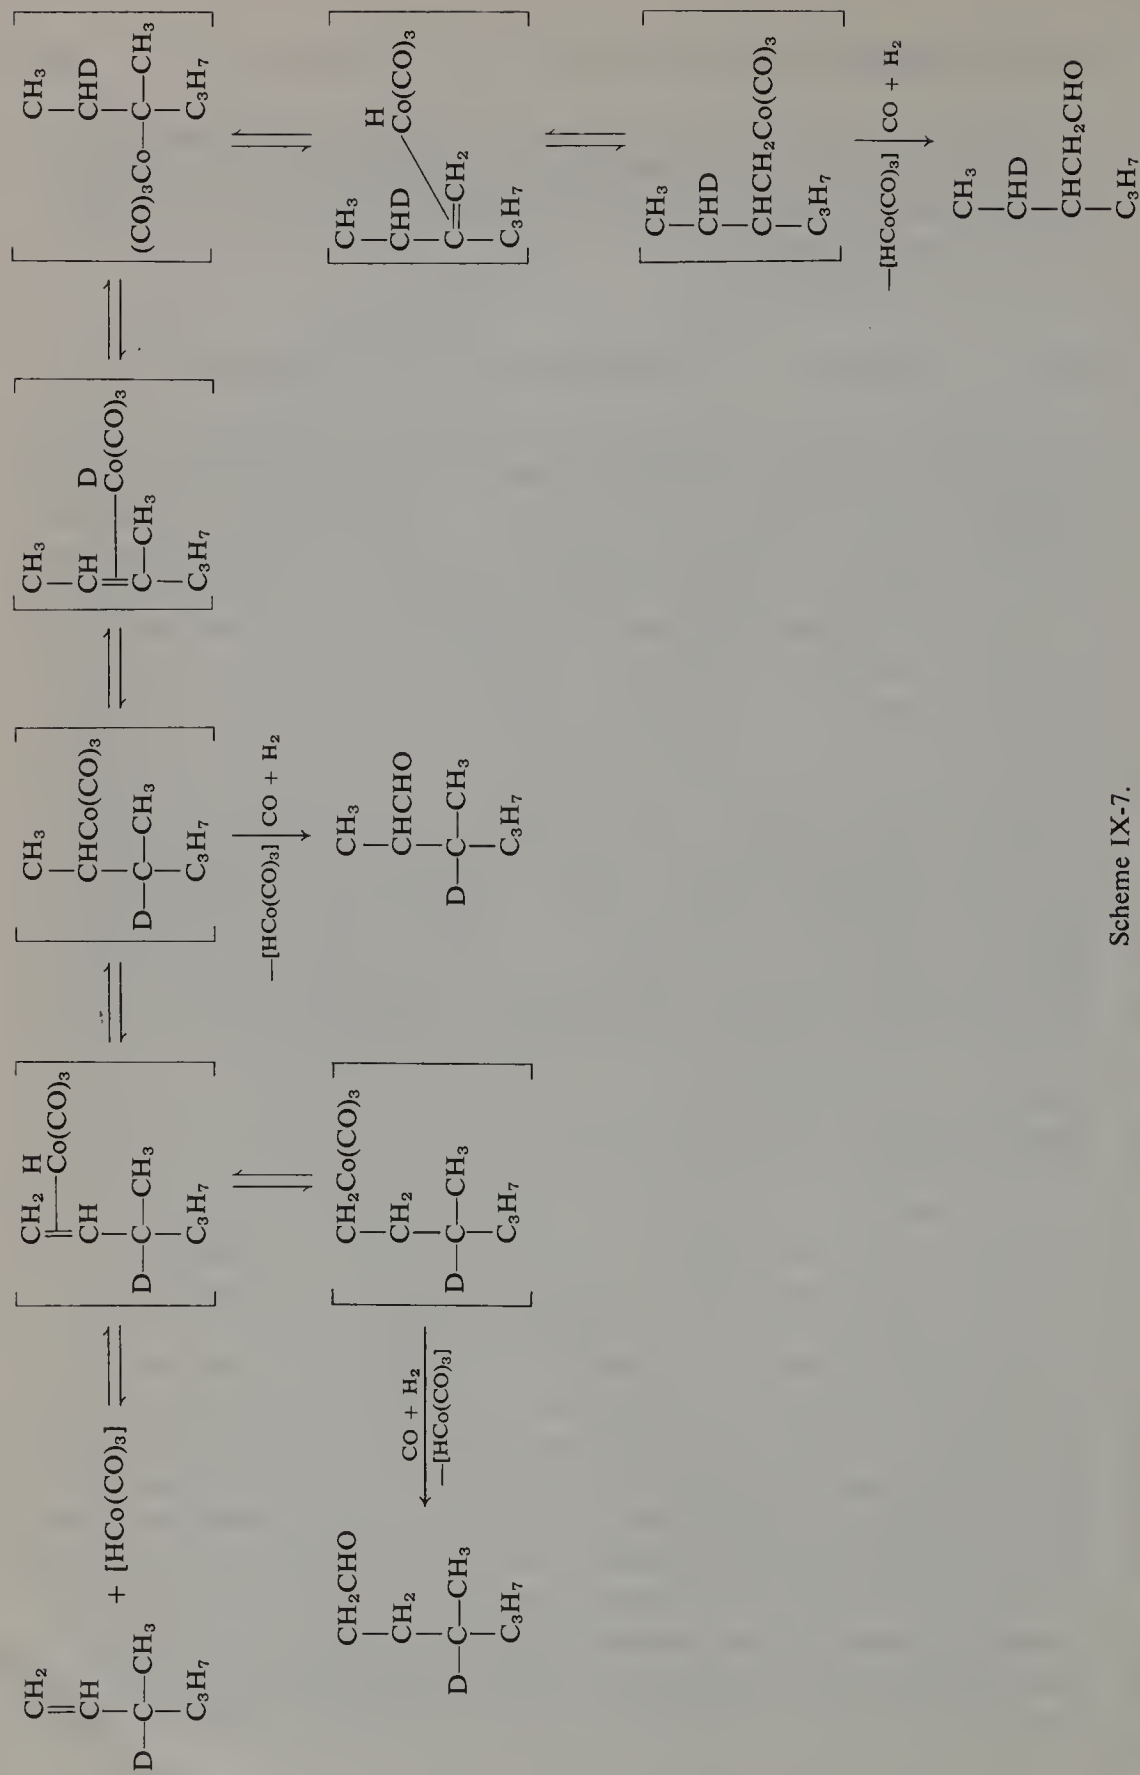 CH₂
CH
D—C—CH₃
C₃H₇
+ [HCo(CO)₃]
CH₂ H
Co(CO)₃
CH
D—C—CH₃
C₃H₇
CH₃
CHCo(CO)₃
D—C—CH₃
C₃H₇
CH₃
D
CH
Co(CO)₃
C—CH₃
C₃H₇
CH₃
CHD
(CO)₃Co—C—CH₃
C₃H₇
CH₂Co(CO)₃
CH₂
D—C—CH₃
C₃H₇
CO + H₂
—[HCo(CO)₃]
CH₂CHO
CH₂
D—C—CH₃
C₃H₇
—[HCo(CO)₃] CO + H₂
CH₃
CHCHO
D—C—CH₃
C₃H₇
CH₃
H
CHD
Co(CO)₃
C=CH₂
C₃H₇
CH₃
CHD
CHCH₂Co(CO)₃
C₃H₇
—[HCo(CO)₃] CO + H₂
CH₃
CHD
CHCH₂CHO
C₃H₇
Scheme IX-7.